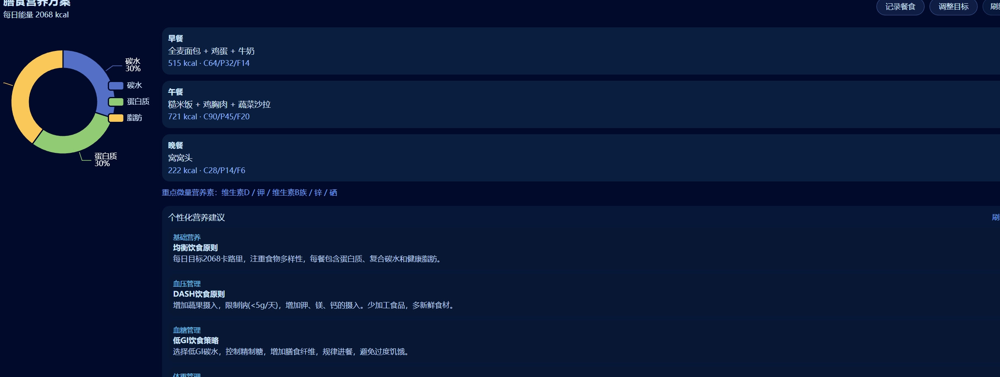 膳食营养方案
每日能量 2068 kcal
记录餐食
调整目标
刷
碳水
30%
碳水
蛋白质
脂肪
蛋白质
30%
早餐
全麦面包 + 鸡蛋 + 牛奶
515 kcal · C64/P32/F14
午餐
糙米饭 + 鸡胸肉 + 蔬菜沙拉
721 kcal · C90/P45/F20
晚餐
窝窝头
222 kcal · C28/P14/F6
重点微量营养素：维生素D / 钾 / 维生素B族 / 锌 / 硒
个性化营养建议
刷
基础营养
均衡饮食原则
每日目标2068卡路里，注重食物多样性，每餐包含蛋白质、复合碳水和健康脂肪。
血压管理
DASH饮食原则
增加蔬果摄入，限制钠(<5g/天)，增加钾、镁、钙的摄入。少加工食品，多新鲜食材。
血糖管理
低GI饮食策略
选择低GI碳水，控制精制糖，增加膳食纤维，规律进餐，避免过度饥饿。
体重管理